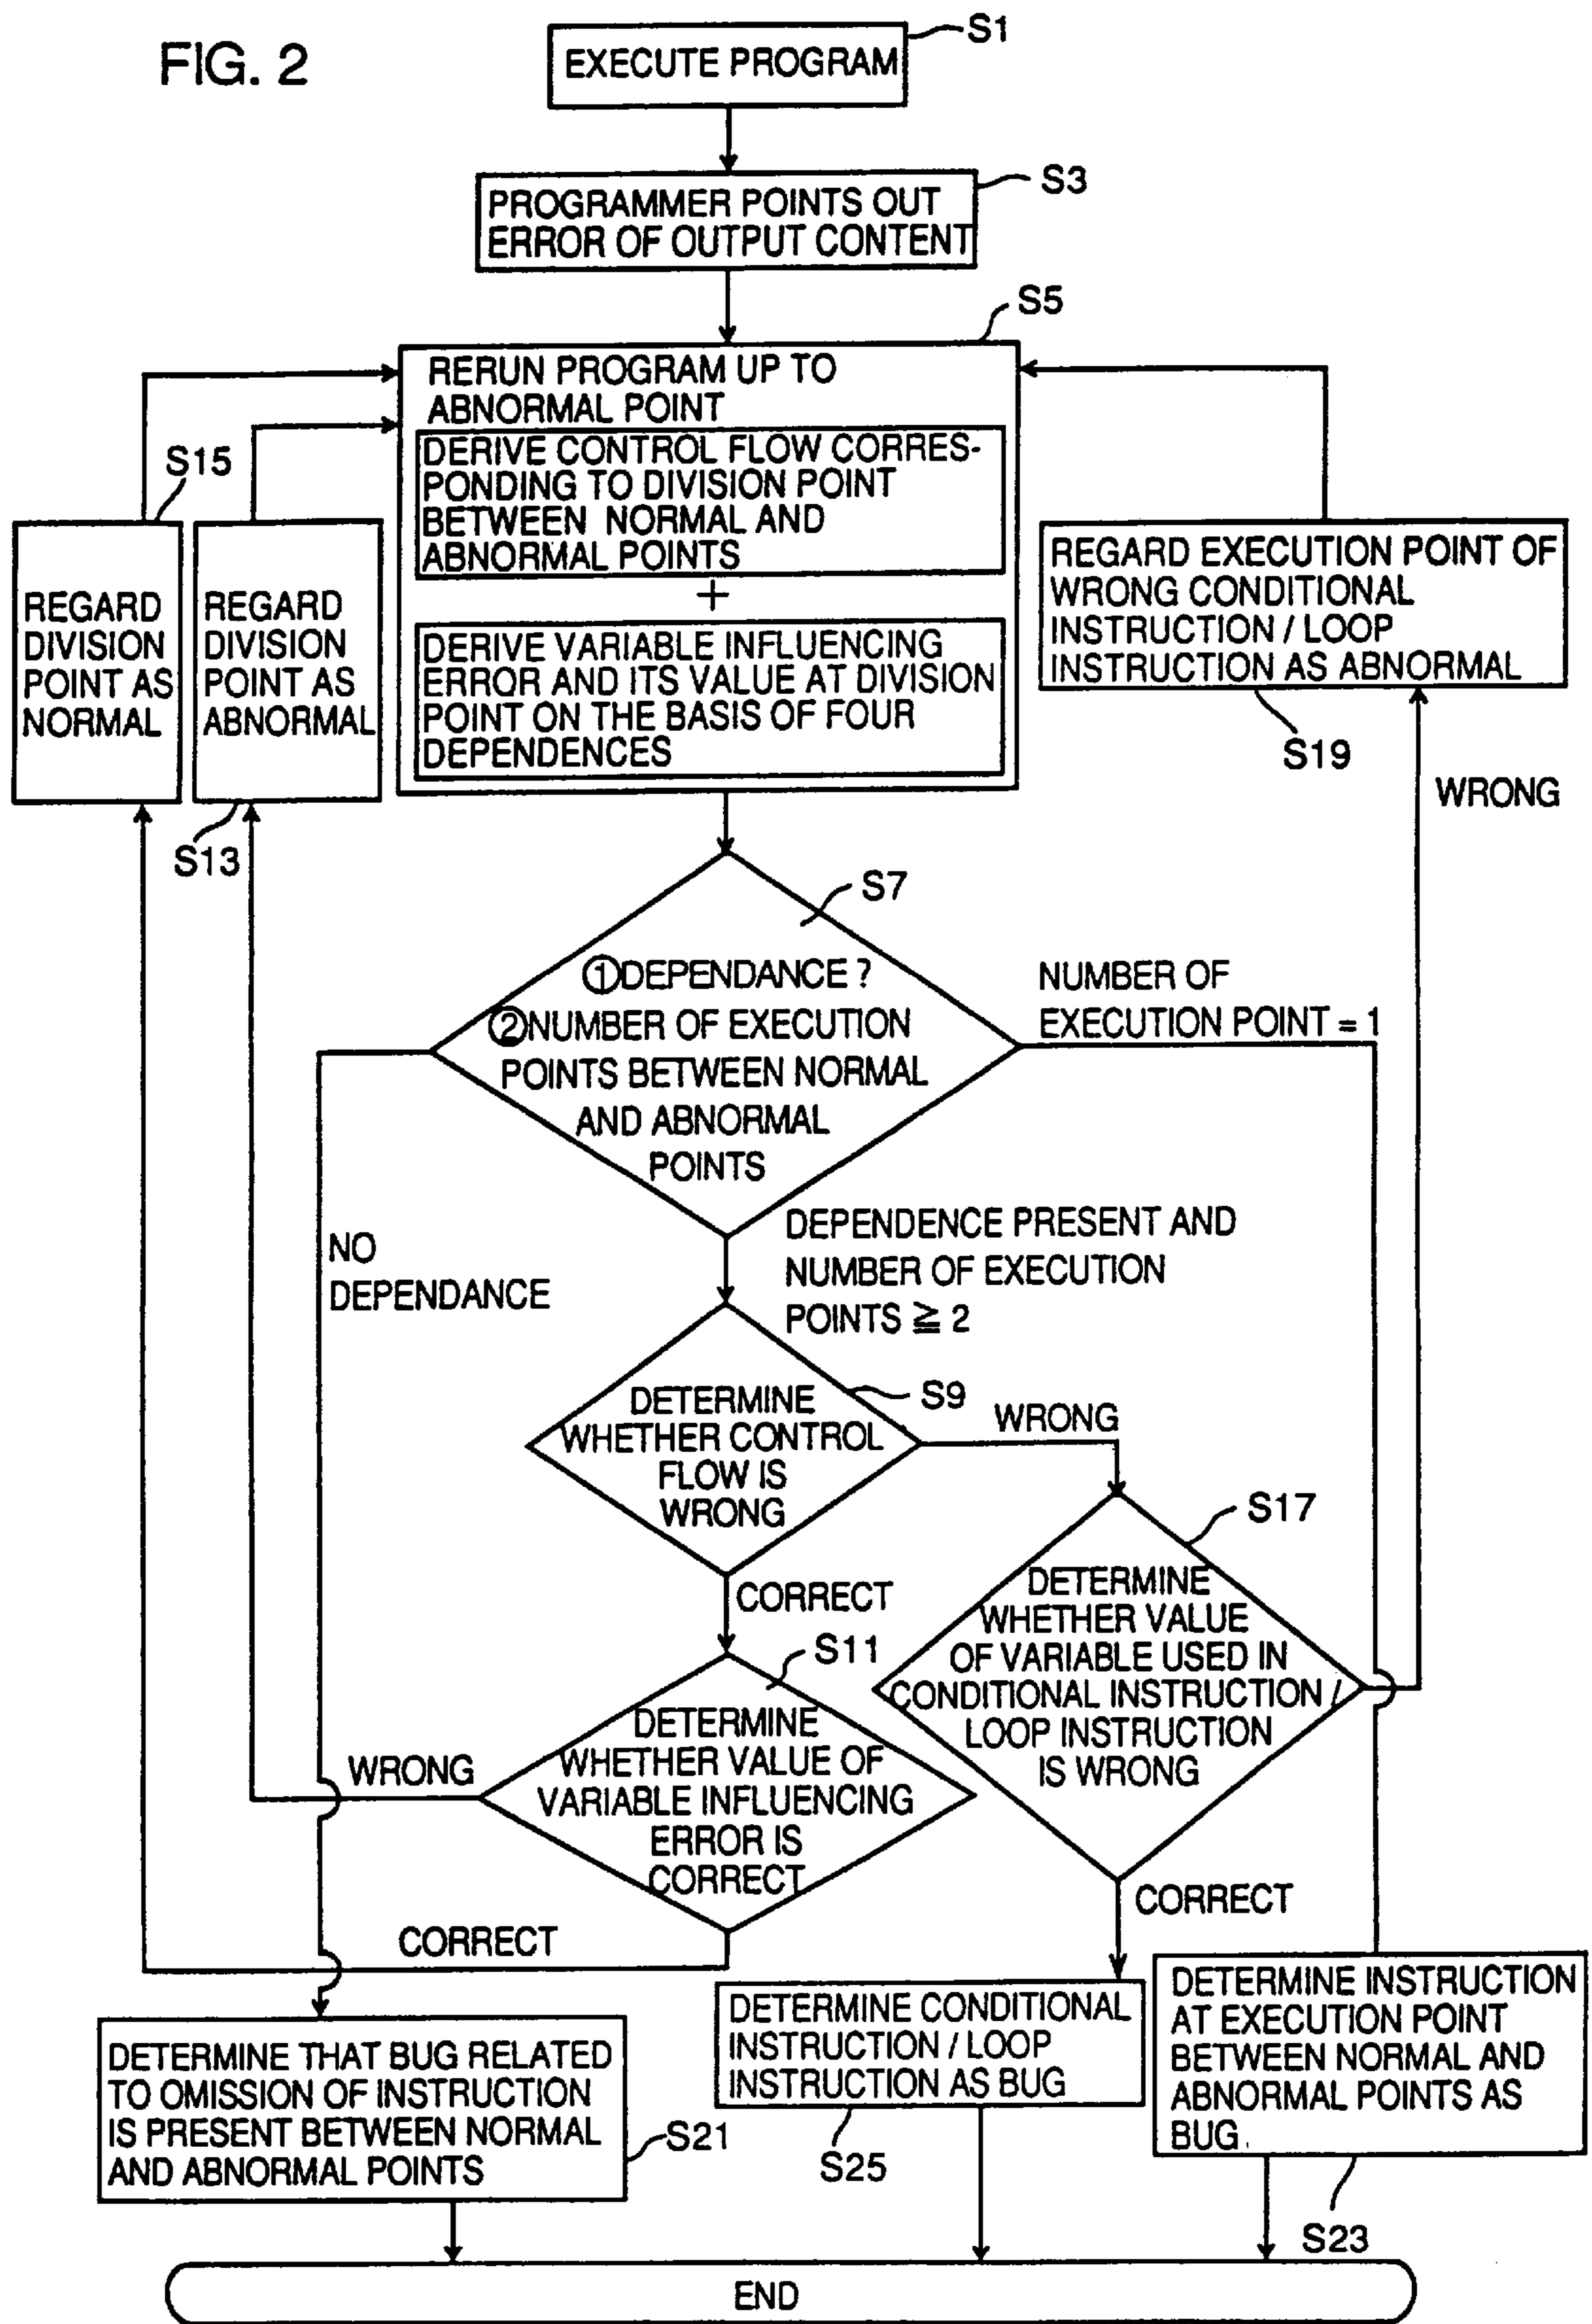 FIG. 2
S1
EXECUTE PROGRAM
S3
PROGRAMMER POINTS OUT
ERROR OF OUTPUT CONTENT
S5
RERUN PROGRAM UP TO
ABNORMAL POINT
DERIVE CONTROL FLOW CORRES-
PONDING TO DIVISION POINT
BETWEEN NORMAL AND
ABNORMAL POINTS
+
DERIVE VARIABLE INFLUENCING
ERROR AND ITS VALUE AT DIVISION
POINT ON THE BASIS OF FOUR
DEPENDENCES
S15
REGARD
DIVISION
POINT AS
NORMAL
REGARD
DIVISION
POINT AS
ABNORMAL
S13
REGARD EXECUTION POINT OF
WRONG CONDITIONAL
INSTRUCTION / LOOP
INSTRUCTION AS ABNORMAL
S19
WRONG
S7
①DEPENDANCE ?
②NUMBER OF EXECUTION
POINTS BETWEEN NORMAL
AND ABNORMAL
POINTS
NUMBER OF
EXECUTION POINT = 1
NO
DEPENDANCE
DEPENDENCE PRESENT AND
NUMBER OF EXECUTION
POINTS ≧ 2
S9
DETERMINE
WHETHER CONTROL
FLOW IS
WRONG
WRONG
CORRECT
S17
DETERMINE
WHETHER VALUE
OF VARIABLE USED IN
CONDITIONAL INSTRUCTION /
LOOP INSTRUCTION
IS WRONG
S11
DETERMINE
WHETHER VALUE OF
VARIABLE INFLUENCING
ERROR IS
CORRECT
WRONG
CORRECT
CORRECT
DETERMINE THAT BUG RELATED
TO OMISSION OF INSTRUCTION
IS PRESENT BETWEEN NORMAL
AND ABNORMAL POINTS
S21
DETERMINE CONDITIONAL
INSTRUCTION / LOOP
INSTRUCTION AS BUG
S25
DETERMINE INSTRUCTION
AT EXECUTION POINT
BETWEEN NORMAL AND
ABNORMAL POINTS AS
BUG
S23
END